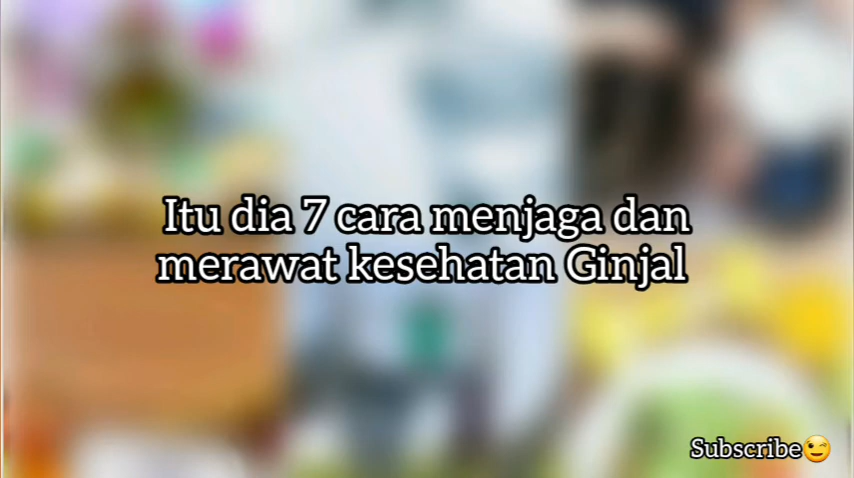 Itu dia 7 cara menjaga dan
merawat kesehatan Ginjal
Subscribe😉